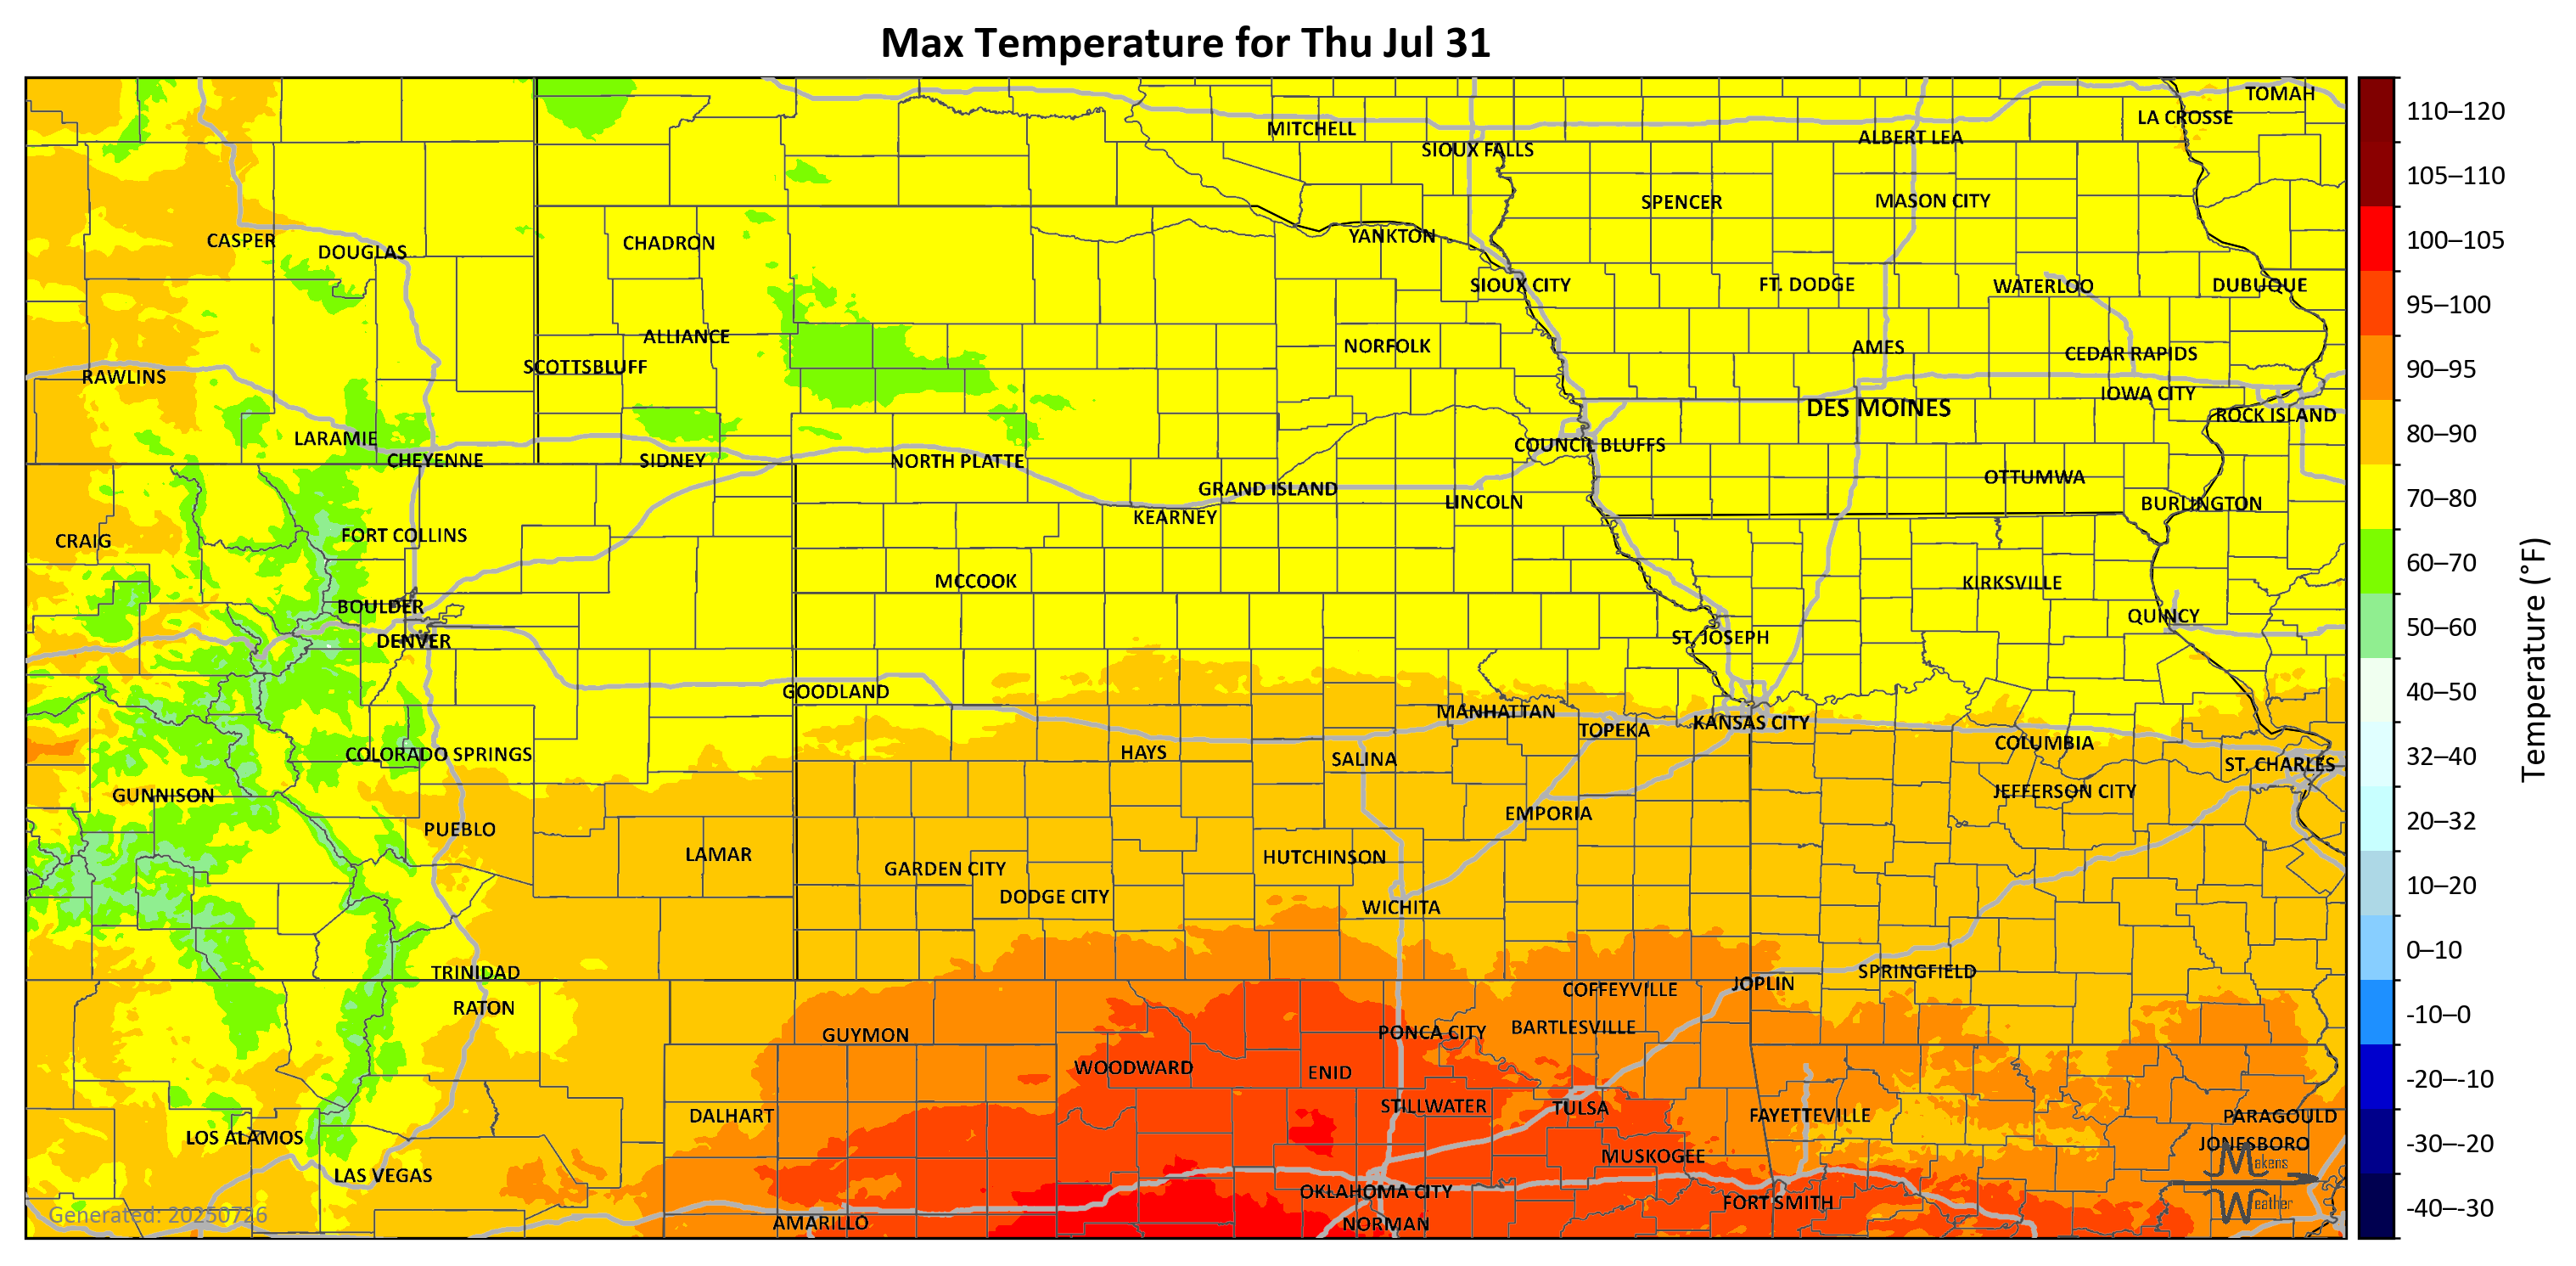 Max Temperature for Thu Jul 31
TOMAH
LA CROSSE
MITCHELL
ALBERT LEA
SIOUX FALLS
SPENCER
MASON CITY
CASPER
DOUGLAS
CHADRON
YANKTON
SIOUX CITY
FT. DODGE
WATERLOO
DUBUQUE
ALLIANCE
NORFOLK
AMES
CEDAR RAPIDS
SCOTTSBLUFF
RAWLINS
IOWA CITY
DES MOINES
ROCK ISLAND
LARAMIE
COUNCIL BLUFFS
CHEYENNE
SIDNEY
NORTH PLATTE
OTTUMWA
GRAND ISLAND
LINCOLN
BURLINGTON
KEARNEY
FORT COLLINS
CRAIG
MCCOOK
KIRKSVILLE
BOULDER
QUINCY
DENVER
ST. JOSEPH
GOODLAND
MANHATTAN
TOPEKA
KANSAS CITY
COLUMBIA
COLORADO SPRINGS
HAYS
SALINA
ST. CHARLES
GUNNISON
JEFFERSON CITY
EMPORIA
PUEBLO
LAMAR
HUTCHINSON
GARDEN CITY
DODGE CITY
WICHITA
TRINIDAD
SPRINGFIELD
JOPLIN
COFFEYVILLE
RATON
GUYMON
PONCA CITY
BARTLESVILLE
WOODWARD
ENID
STILLWATER
TULSA
DALHART
FAYETTEVILLE
PARAGOULD
LOS ALAMOS
JONESBORO
MUSKOGEE
LAS VEGAS
OKLAHOMA CITY
FORT SMITH
AMARILLO
NORMAN
Makens
Weather
Generated: 20250726
110–120
105–110
100–105
95–100
90–95
80–90
70–80
60–70
50–60
40–50
32–40
20–32
10–20
0–10
-10–0
-20–-10
-30–-20
-40–-30
Temperature (°F)